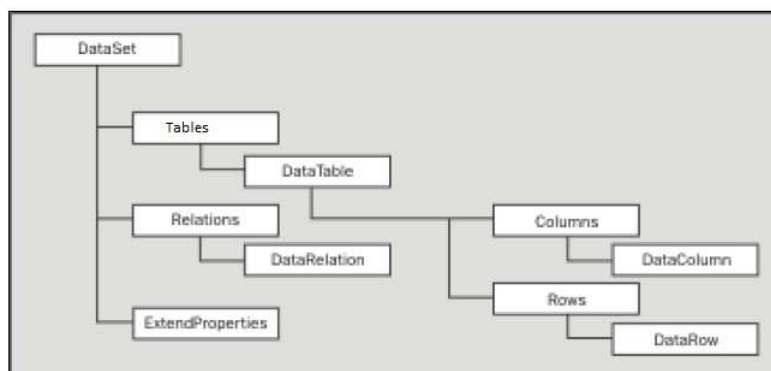 DataSet
Tables
DataTable
Relations
Columns
DataRelation
DataColumn
Rows
ExtendProperties
DataRow